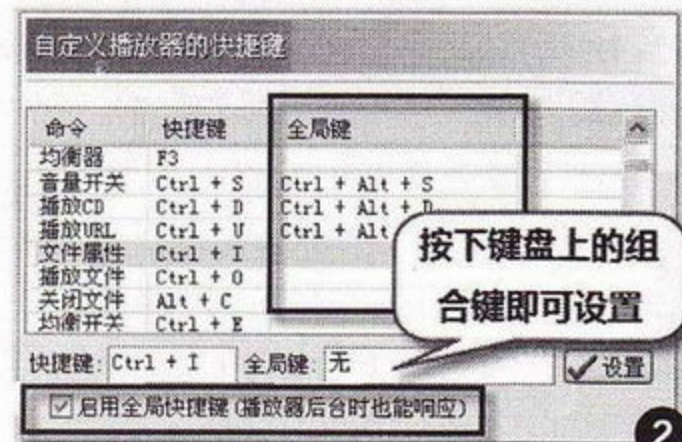 自定义播放器的快捷键
命令 快捷键 全局键
均衡器 F3
音量开关 Ctrl + S Ctrl + Alt + S
播放CD Ctrl + D Ctrl + Alt + D
播放URL Ctrl + U Ctrl + Alt
文件属性 Ctrl + I
播放文件 Ctrl + O
关闭文件 Alt + C
均衡开关 Ctrl + E
按下键盘上的组
合键即可设置
快捷键: Ctrl + I 全局键: 无 设置
启用全局快捷键(播放器后台时也能响应)
2